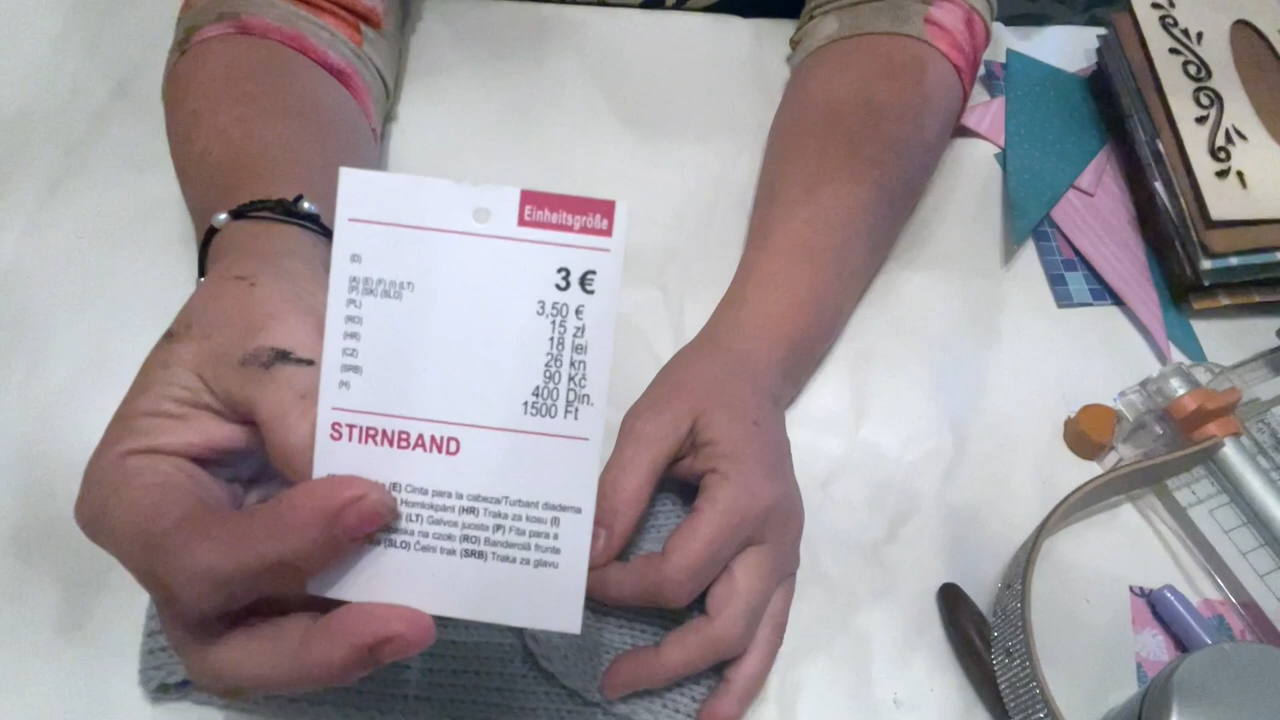 Einheitsgröße
(D) 3 €
(A) (E) (F) (I) (LT)
(P) (SK) (SLO) 3,50 €
(PL) 15 zł
(RO) 18 lei
(HR) 26 kn
(CZ) 90 Kč
(SRB) 400 Din.
(H) 1500 Ft
STIRNBAND
(E) Cinta para la cabeza/Turbant diadema
Homlokpánt (HR) Traka za kosu (I)
(LT) Galvos juosta (P) Fita para a
na czoło (RO) Banderolă frunte
(SLO) Čelni trak (SRB) Traka za glavu